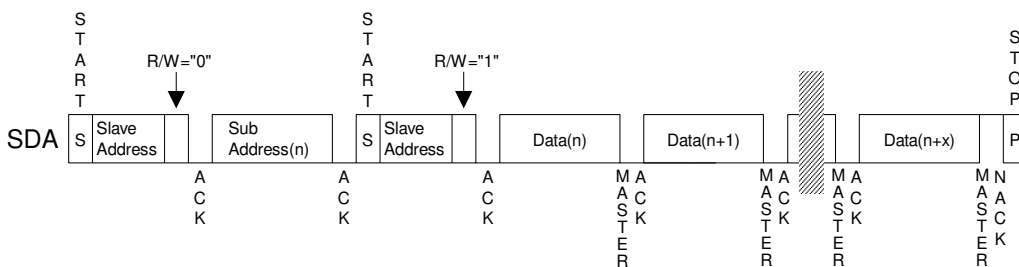 START
START
STOP
R/W="0"
R/W="1"
SDA
S
Slave
Address
Sub
Address(n)
S
Slave
Address
Data(n)
Data(n+1)
Data(n+x)
P
ACK
ACK
ACK
MASTER
ACK
MASTER
ACK
MASTER
ACK
MASTER
NACK